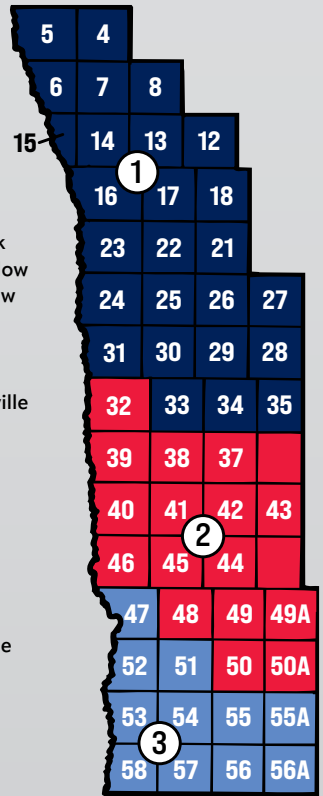 5 4
6 7 8
15 14 13 12
1
16 17 18
k
23 22 21
ow
24 25 26 27
w
31 30 29 28
32 33 34 35
ville
39 38 37
40 41 42 43
2
46 45 44
47 48 49 49A
52 51 50 50A
e
53 54 55 55A
3
58 57 56 56A